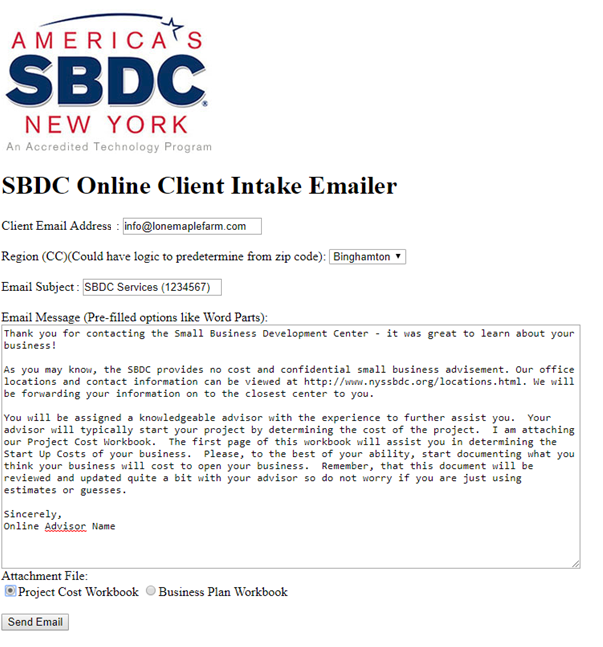 AMERICA'S
SBDC®
NEW YORK
An Accredited Technology Program
SBDC Online Client Intake Emailer
Client Email Address : info@lonemaplefarm.com
Region (CC)(Could have logic to predetermine from zip code): Binghamton
Email Subject : SBDC Services (1234567)
Email Message (Pre-filled options like Word Parts):
Thank you for contacting the Small Business Development Center - it was great to learn about your
business!
As you may know, the SBDC provides no cost and confidential small business advisement. Our office
locations and contact information can be viewed at http://www.nyssbdc.org/locations.html. We will
be forwarding your information on to the closest center to you.
You will be assigned a knowledgeable advisor with the experience to further assist you.  Your
advisor will typically start your project by determining the cost of the project.  I am attaching
our Project Cost Workbook.  The first page of this workbook will assist you in determining the
Start Up Costs of your business.  Please, to the best of your ability, start documenting what you
think your business will cost to open your business.  Remember, that this document will be
reviewed and updated quite a bit with your advisor so do not worry if you are just using
estimates or guesses.
Sincerely,
Online Advisor Name
Attachment File:
Project Cost Workbook Business Plan Workbook
Send Email